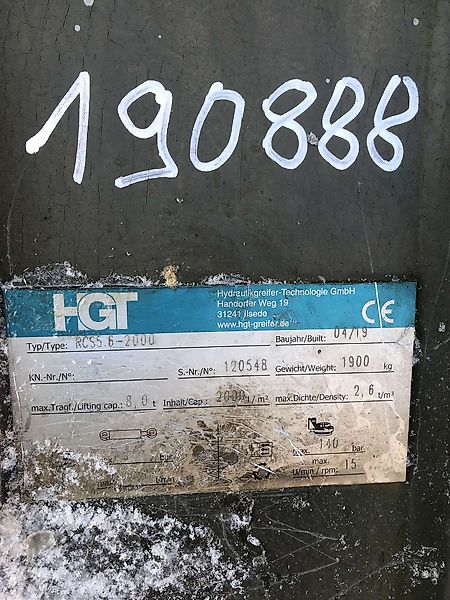 190888
HGT
Hydraulikgreifer-Technologie GmbH
Handorfer Weg 19
31241 Ilsede
www.hgt-greifer.de
CE
Typ/Type: RCS5.6-2000 Baujahr/Built: 04/19
KN.-Nr./N°: S.-Nr./N°: 120548 Gewicht/Weight: 1900 kg
max.Tragf./Lifting cap.: 8,0 t Inhalt/Cap.: 2000 l/m³ max.Dichte/Density: 2,6 t/m³
max. 140 bar
max.
U/min / rpm: 15